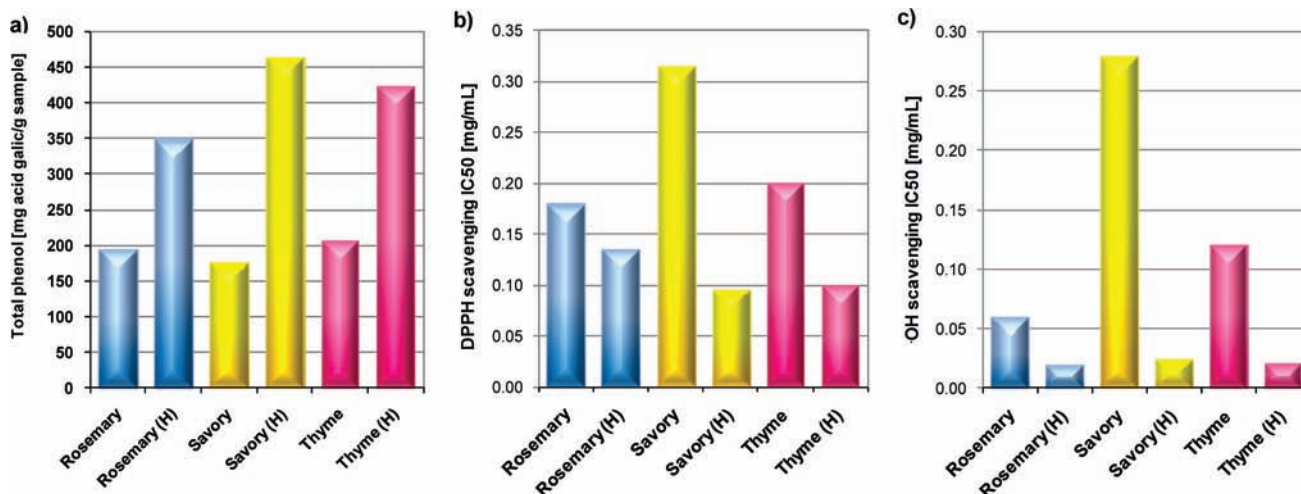 a)
Total phenol [mg acid galic/g sample]
500
450
400
350
300
250
200
150
100
50
0
Rosemary
Rosemary (H)
Savory
Savory (H)
Thyme
Thyme (H)
b)
DPPH scavenging IC50 [mg/mL]
0.35
0.30
0.25
0.20
0.15
0.10
0.05
0.00
Rosemary
Rosemary (H)
Savory
Savory (H)
Thyme
Thyme (H)
c)
·OH scavenging IC50 [mg/mL]
0.30
0.25
0.20
0.15
0.10
0.05
0.00
Rosemary
Rosemary (H)
Savory
Savory (H)
Thyme
Thyme (H)